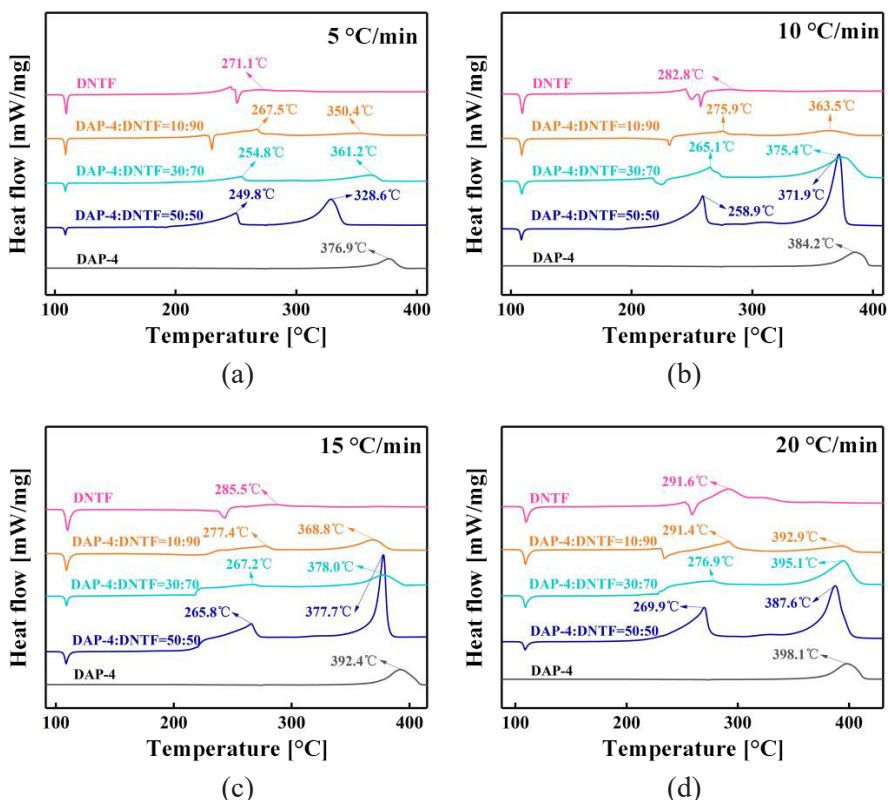 5 °C/min
271.1℃
DNTF
267.5℃
350.4℃
DAP-4:DNTF=10:90
254.8℃
361.2℃
DAP-4:DNTF=30:70
249.8℃
328.6℃
DAP-4:DNTF=50:50
376.9℃
DAP-4
Heat flow [mW/mg]
100 200 300 400
Temperature [°C]
(a)
10 °C/min
282.8℃
DNTF
275.9℃
363.5℃
DAP-4:DNTF=10:90
265.1℃
375.4℃
DAP-4:DNTF=30:70
371.9℃
258.9℃
DAP-4:DNTF=50:50
384.2℃
DAP-4
Heat flow [mW/mg]
100 200 300 400
Temperature [°C]
(b)
15 °C/min
285.5℃
DNTF
277.4℃
368.8℃
DAP-4:DNTF=10:90
267.2℃
378.0℃
DAP-4:DNTF=30:70
265.8℃
377.7℃
DAP-4:DNTF=50:50
392.4℃
DAP-4
Heat flow [mW/mg]
100 200 300 400
Temperature [°C]
(c)
20 °C/min
291.6℃
DNTF
291.4℃
392.9℃
DAP-4:DNTF=10:90
276.9℃
395.1℃
DAP-4:DNTF=30:70
269.9℃
387.6℃
DAP-4:DNTF=50:50
398.1℃
DAP-4
Heat flow [mW/mg]
100 200 300 400
Temperature [°C]
(d)